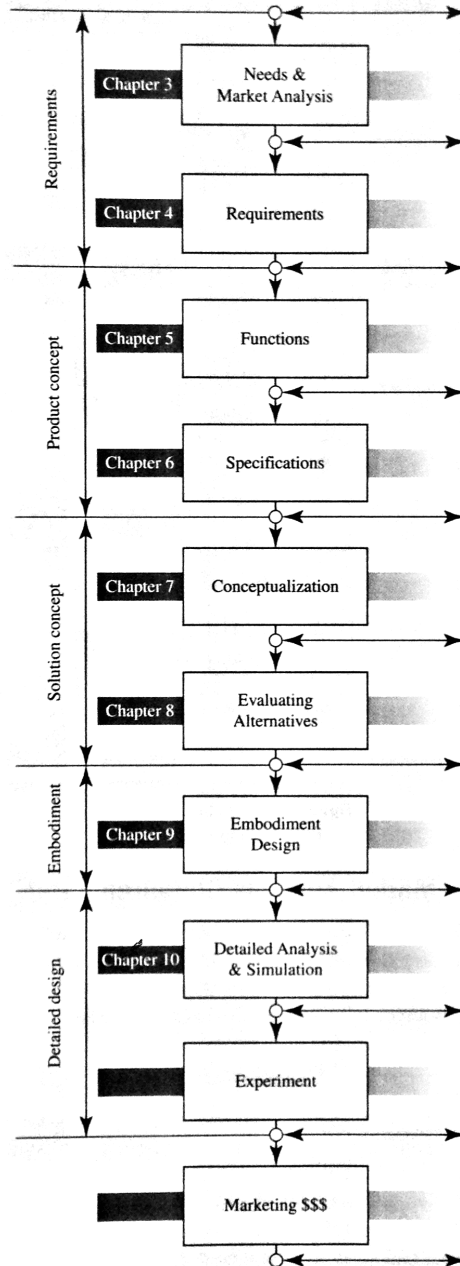 Requirements
Chapter 3
Needs &
Market Analysis
Chapter 4
Requirements
Product concept
Chapter 5
Functions
Chapter 6
Specifications
Solution concept
Chapter 7
Conceptualization
Chapter 8
Evaluating
Alternatives
Embodiment
Chapter 9
Embodiment
Design
Detailed design
Chapter 10
Detailed Analysis
& Simulation
Experiment
Marketing $$$